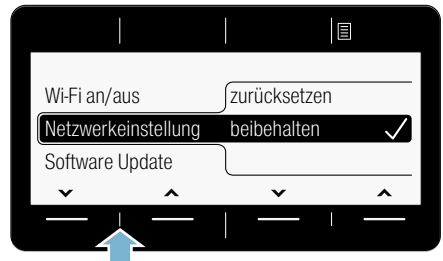 Wi-Fi an/aus zurücksetzen
Netzwerkeinstellung beibehalten
Software Update